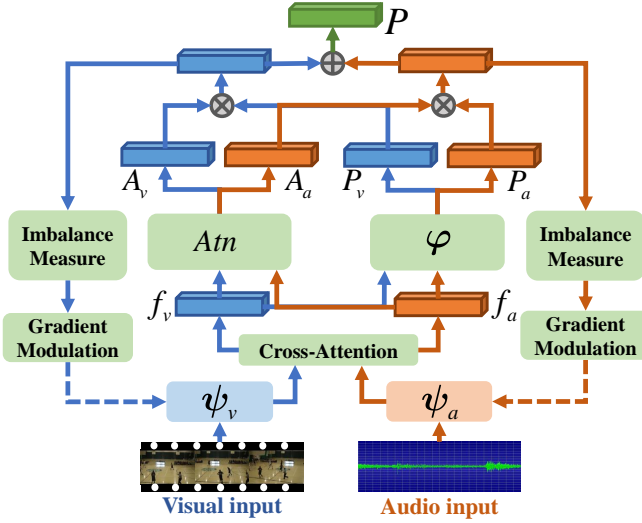 P
A_v
A_a
P_v
P_a
Imbalance
Measure
Atn
φ
Imbalance
Measure
f_v
f_a
Gradient
Modulation
Cross-Attention
Gradient
Modulation
ψ_v
ψ_a
Visual input
Audio input